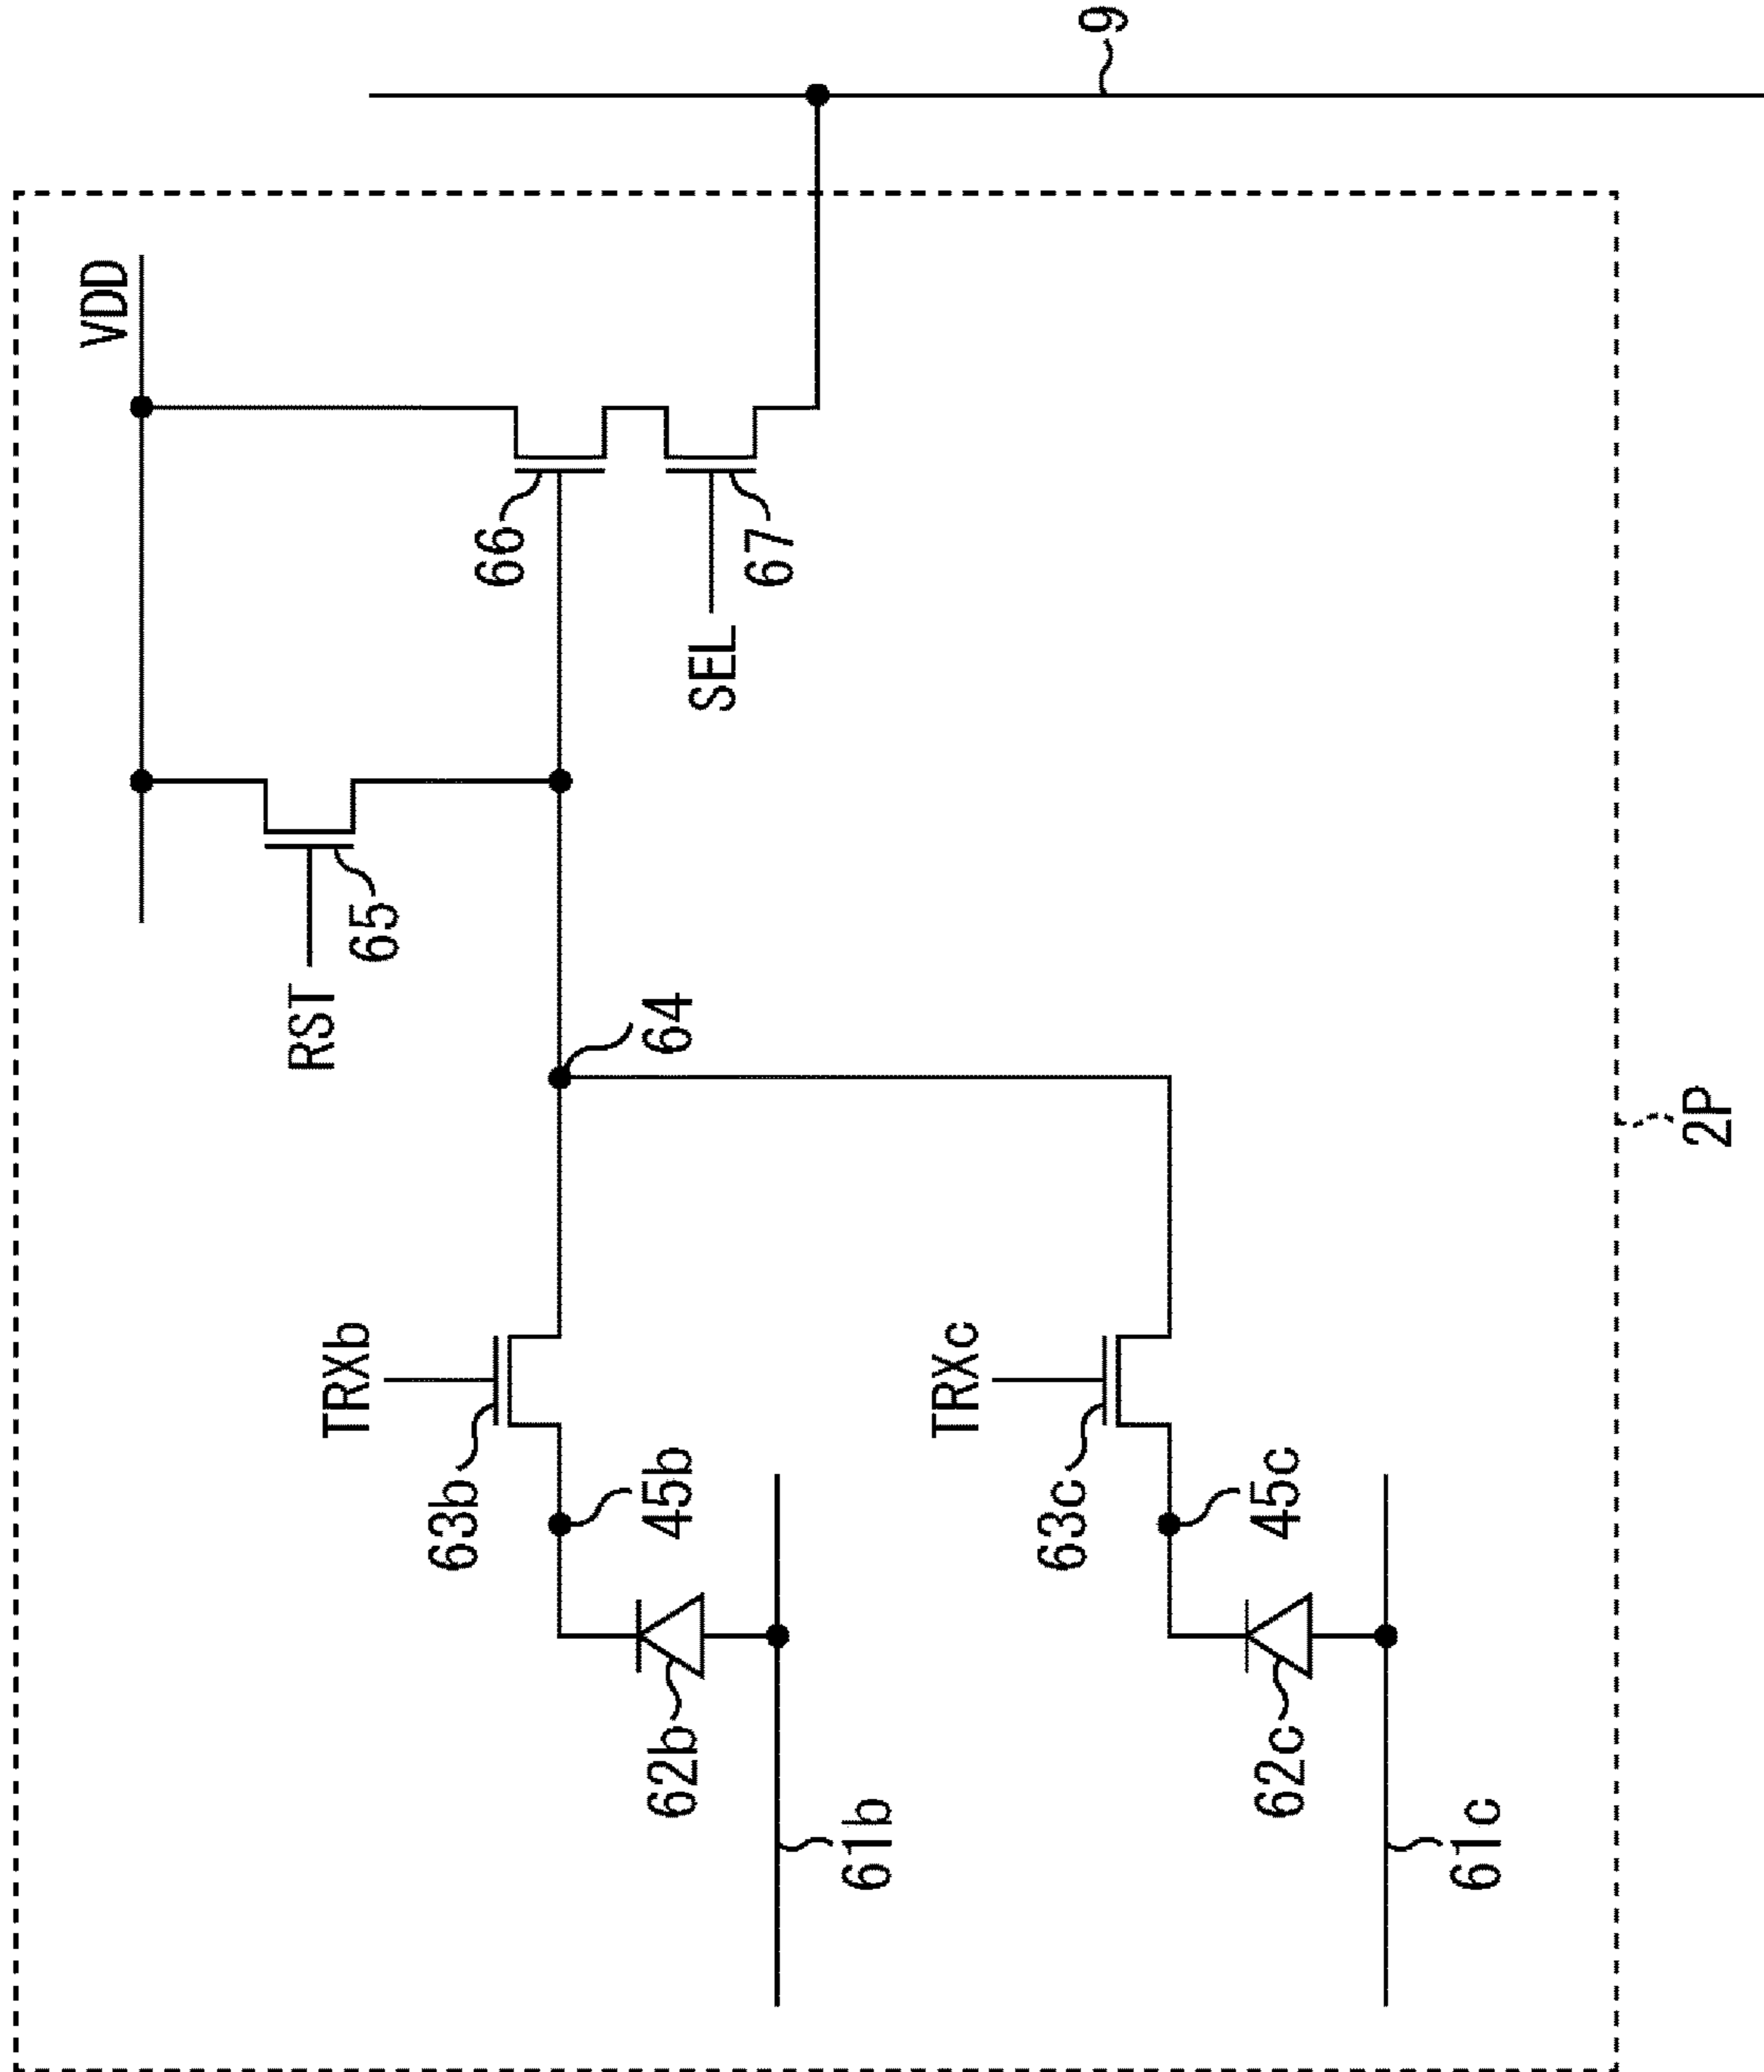 VDD
9
RST
65
66
64
SEL
67
TRXb
63b
45b
62b
61b
TRXc
63c
45c
62c
61c
2P